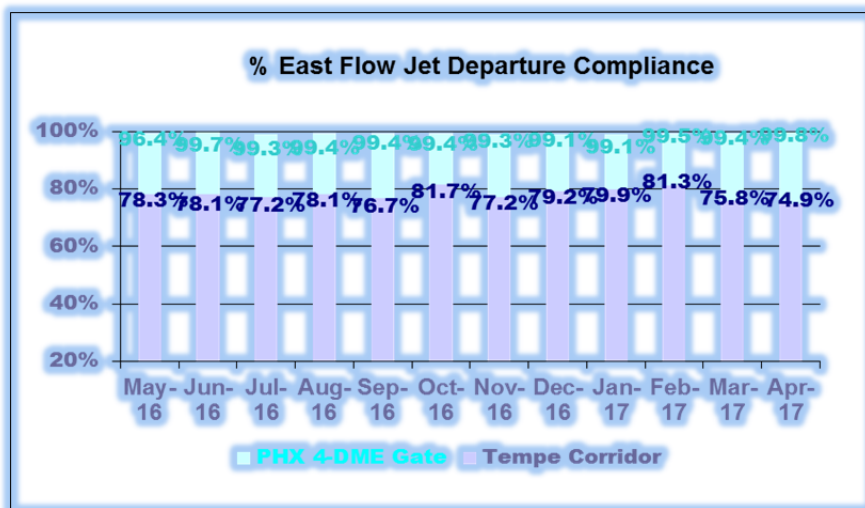 % East Flow Jet Departure Compliance
100%
80%
60%
40%
20%
96.4% 99.7% 99.3% 99.4% 99.4% 99.4% 99.3% 99.1% 99.1% 99.5% 99.4% 99.8%
78.3% 78.1% 77.2% 78.1% 76.7% 81.7% 77.2% 79.2% 79.9% 81.3% 75.8% 74.9%
May- Jun- Jul- Aug- Sep- Oct- Nov- Dec- Jan- Feb- Mar- Apr-
16 16 16 16 16 16 16 16 17 17 17 17
PHX 4-DME Gate Tempe Corridor